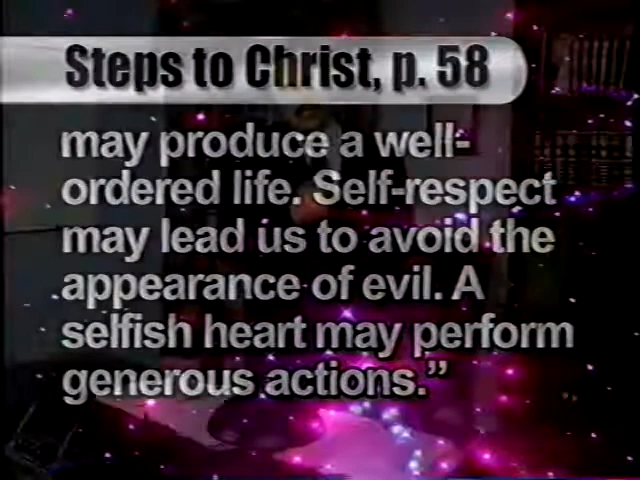 Steps to Christ, p. 58
may produce a well-
ordered life. Self-respect
may lead us to avoid the
appearance of evil. A
selfish heart may perform
generous actions.”